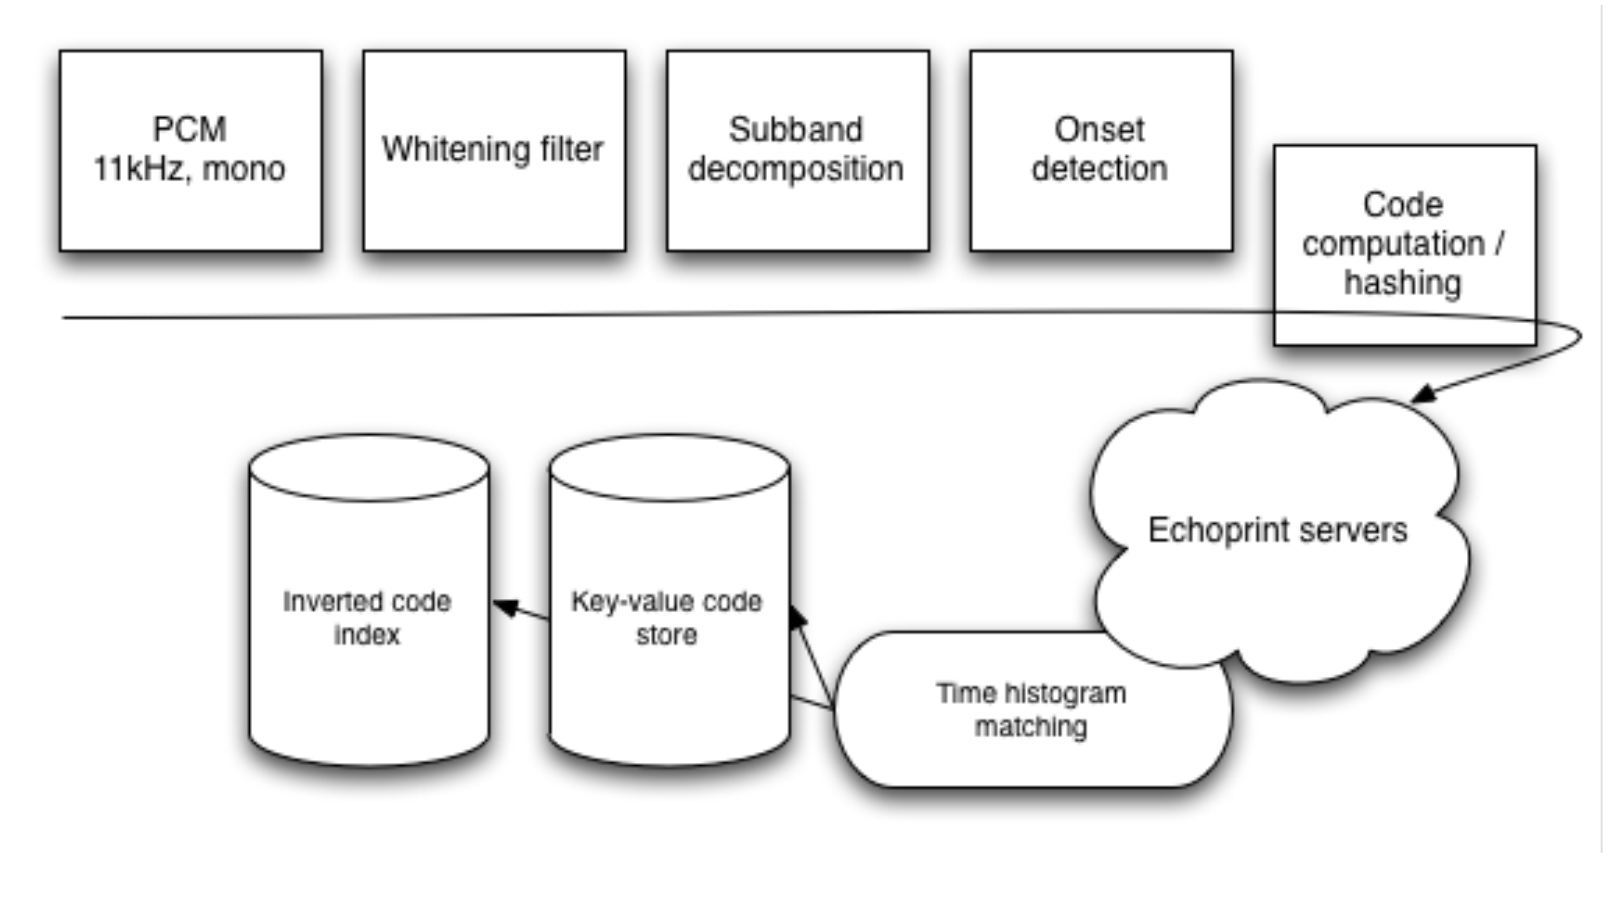 PCM
11kHz, mono
Whitening filter
Subband
decomposition
Onset
detection
Code
computation /
hashing
Echoprint servers
Inverted code
index
Key-value code
store
Time histogram
matching